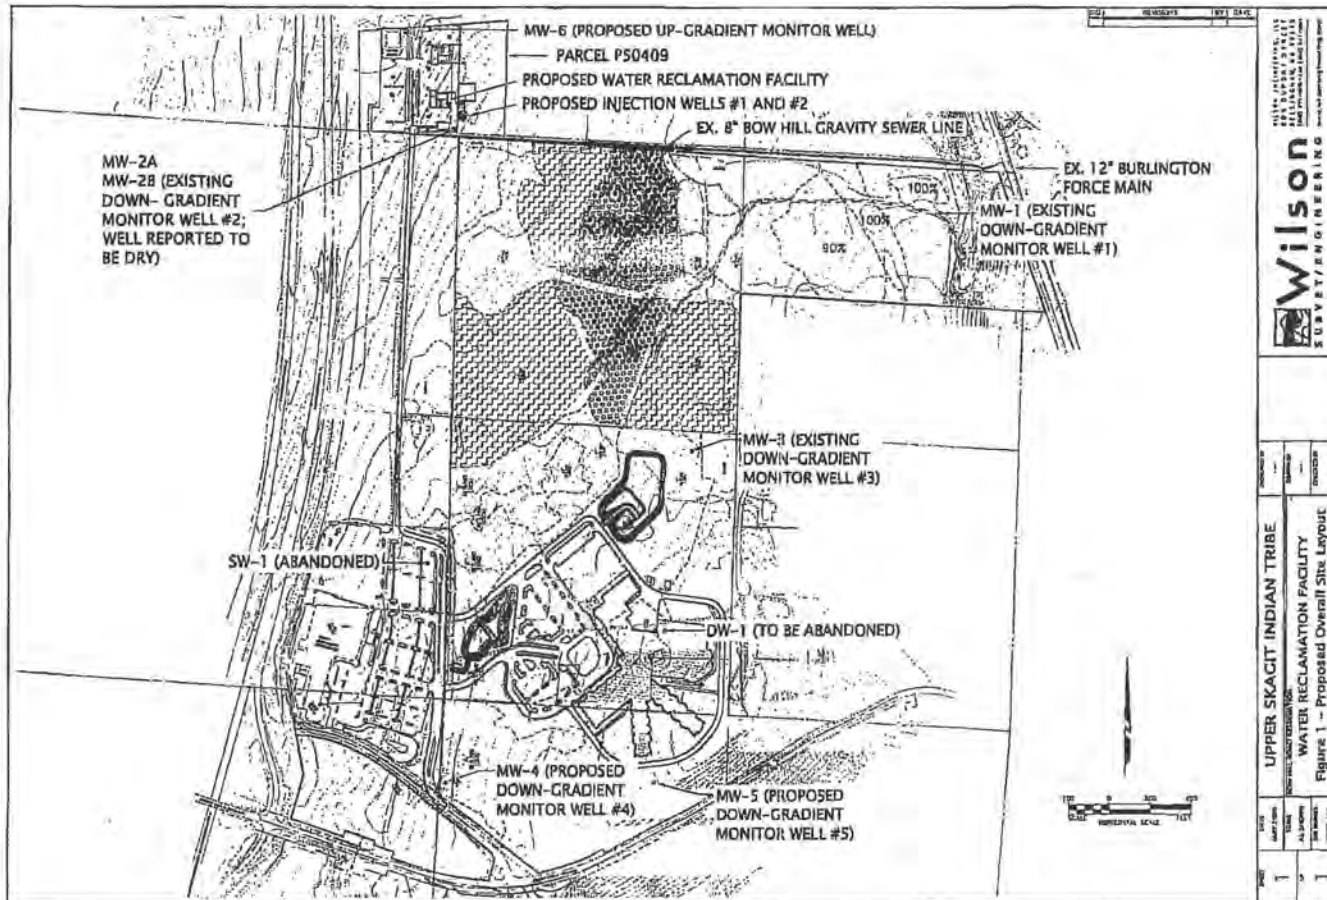 MW-6 (PROPOSED UP-GRADIENT MONITOR WELL)
PARCEL P50409
PROPOSED WATER RECLAMATION FACILITY
PROPOSED INJECTION WELLS #1 AND #2
EX. 8" BOW HILL GRAVITY SEWER LINE
MW-2A
MW-2B (EXISTING
DOWN- GRADIENT
MONITOR WELL #2;
WELL REPORTED TO
BE DRY)
EX. 12" BURLINGTON
FORCE MAIN
100%
100%
90%
MW-1 (EXISTING
DOWN-GRADIENT
MONITOR WELL #1)
MW-3 (EXISTING
DOWN-GRADIENT
MONITOR WELL #3)
SW-1 (ABANDONED)
DW-1 (TO BE ABANDONED)
MW-4 (PROPOSED
DOWN-GRADIENT
MONITOR WELL #4)
MW-5 (PROPOSED
DOWN-GRADIENT
MONITOR WELL #5)
HORIZONTAL SCALE
REVISIONS
BY
DATE
Wilson
SURVEY/ENGINEERING
UPPER SKAGIT INDIAN TRIBE
WATER RECLAMATION FACILITY
Figure 1 - Proposed Overall Site Layout